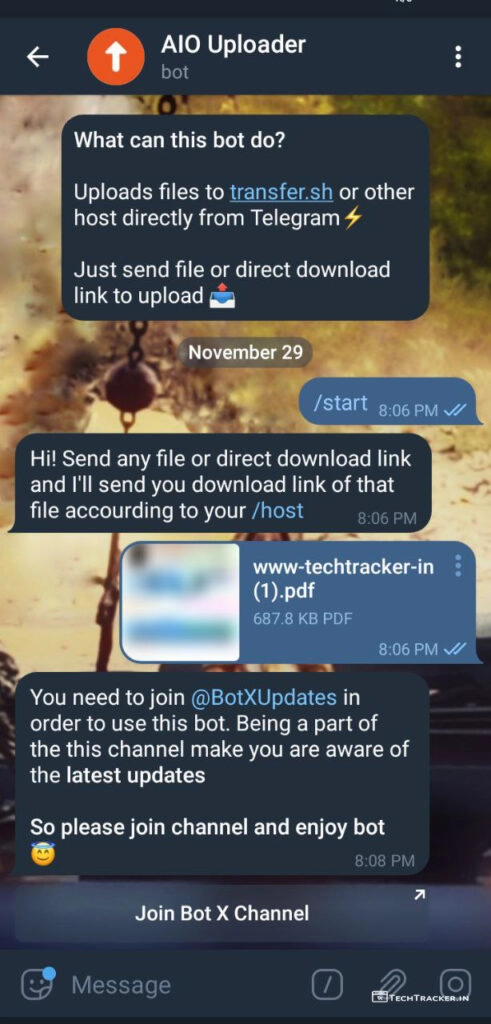 AIO Uploader
bot
What can this bot do?
Uploads files to transfer.sh or other
host directly from Telegram⚡
Just send file or direct download
link to upload 📤
November 29
/start 8:06 PM
Hi! Send any file or direct download link
and I'll send you download link of that
file accourding to your /host 8:06 PM
www-techtracker-in
(1).pdf
687.8 KB PDF
8:06 PM
You need to join @BotXUpdates in
order to use this bot. Being a part of
the this channel make you are aware of
the latest updates
So please join channel and enjoy bot
😇 8:08 PM
Join Bot X Channel
Message
TECHTRACKER.IN